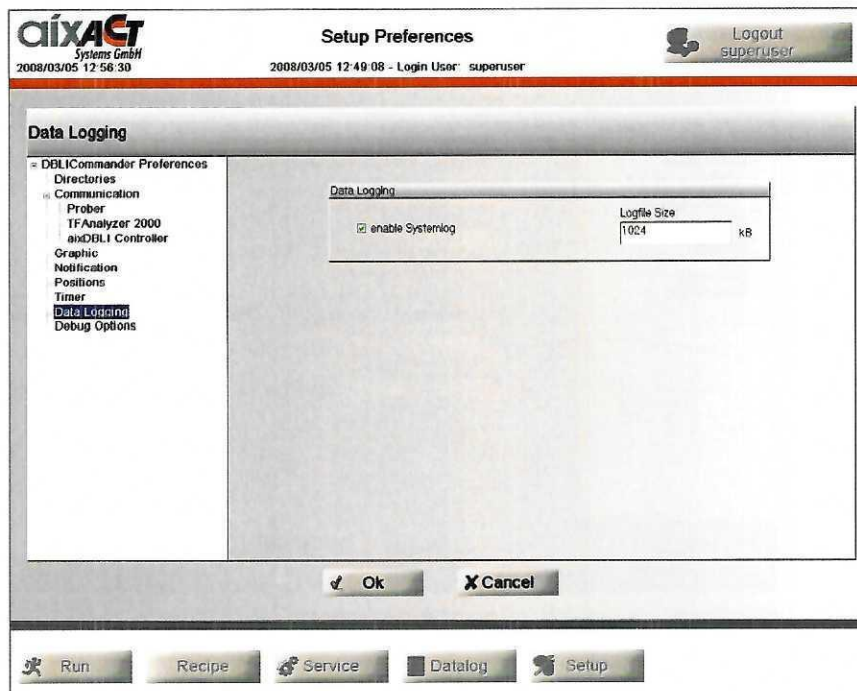 aixACT
Systems GmbH
2008/03/05 12:56:30
Setup Preferences
2008/03/05 12:49:08 - Login User: superuser
Logout
superuser
Data Logging
DBLICommander Preferences
Directories
Communication
Prober
TFAnalyzer 2000
aixDBLI Controller
Graphic
Notification
Positions
Timer
Data Logging
Debug Options
Data Logging
enable Systemlog
Logfile Size
1024
kB
Ok
Cancel
Run
Recipe
Service
Datalog
Setup